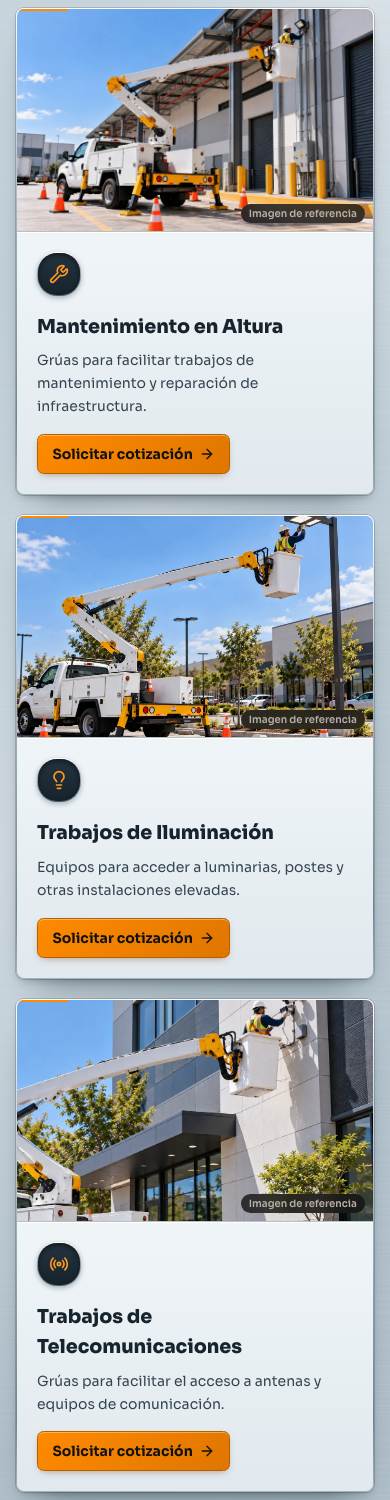 Imagen de referencia
Mantenimiento en Altura
Grúas para facilitar trabajos de
mantenimiento y reparación de
infraestructura.
Solicitar cotización →
Imagen de referencia
Trabajos de Iluminación
Equipos para acceder a luminarias, postes y
otras instalaciones elevadas.
Solicitar cotización →
Imagen de referencia
Trabajos de
Telecomunicaciones
Grúas para facilitar el acceso a antenas y
equipos de comunicación.
Solicitar cotización →